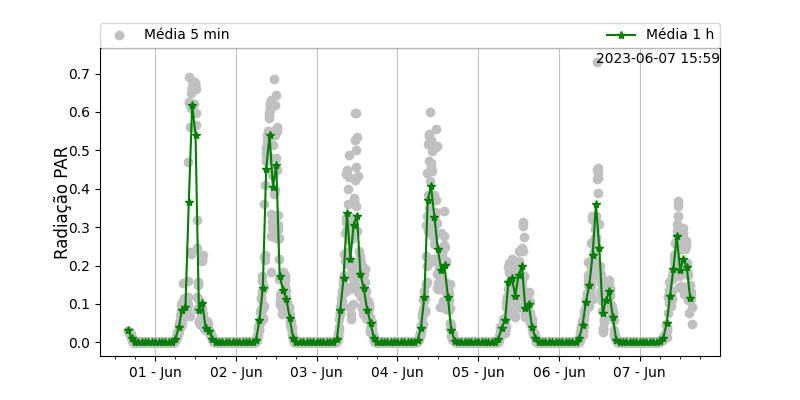 Média 5 min
Média 1 h
2023-06-07 15:59
Radiação PAR
0.7
0.6
0.5
0.4
0.3
0.2
0.1
0.0
01 - Jun
02 - Jun
03 - Jun
04 - Jun
05 - Jun
06 - Jun
07 - Jun